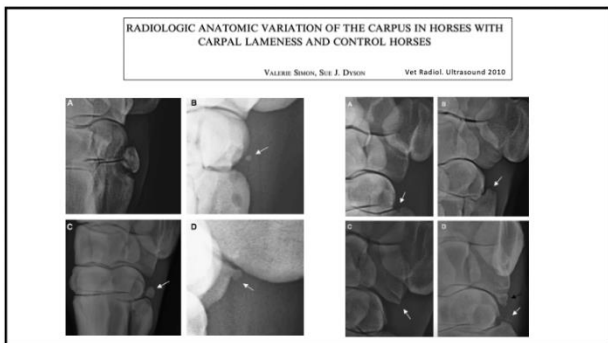 RADIOLOGIC ANATOMIC VARIATION OF THE CARPUS IN HORSES WITH
CARPAL LAMENESS AND CONTROL HORSES
VALERIE SIMON, SUE J. DYSON
Vet Radiol. Ultrasound 2010
A
B
C
D
A
B
C
D